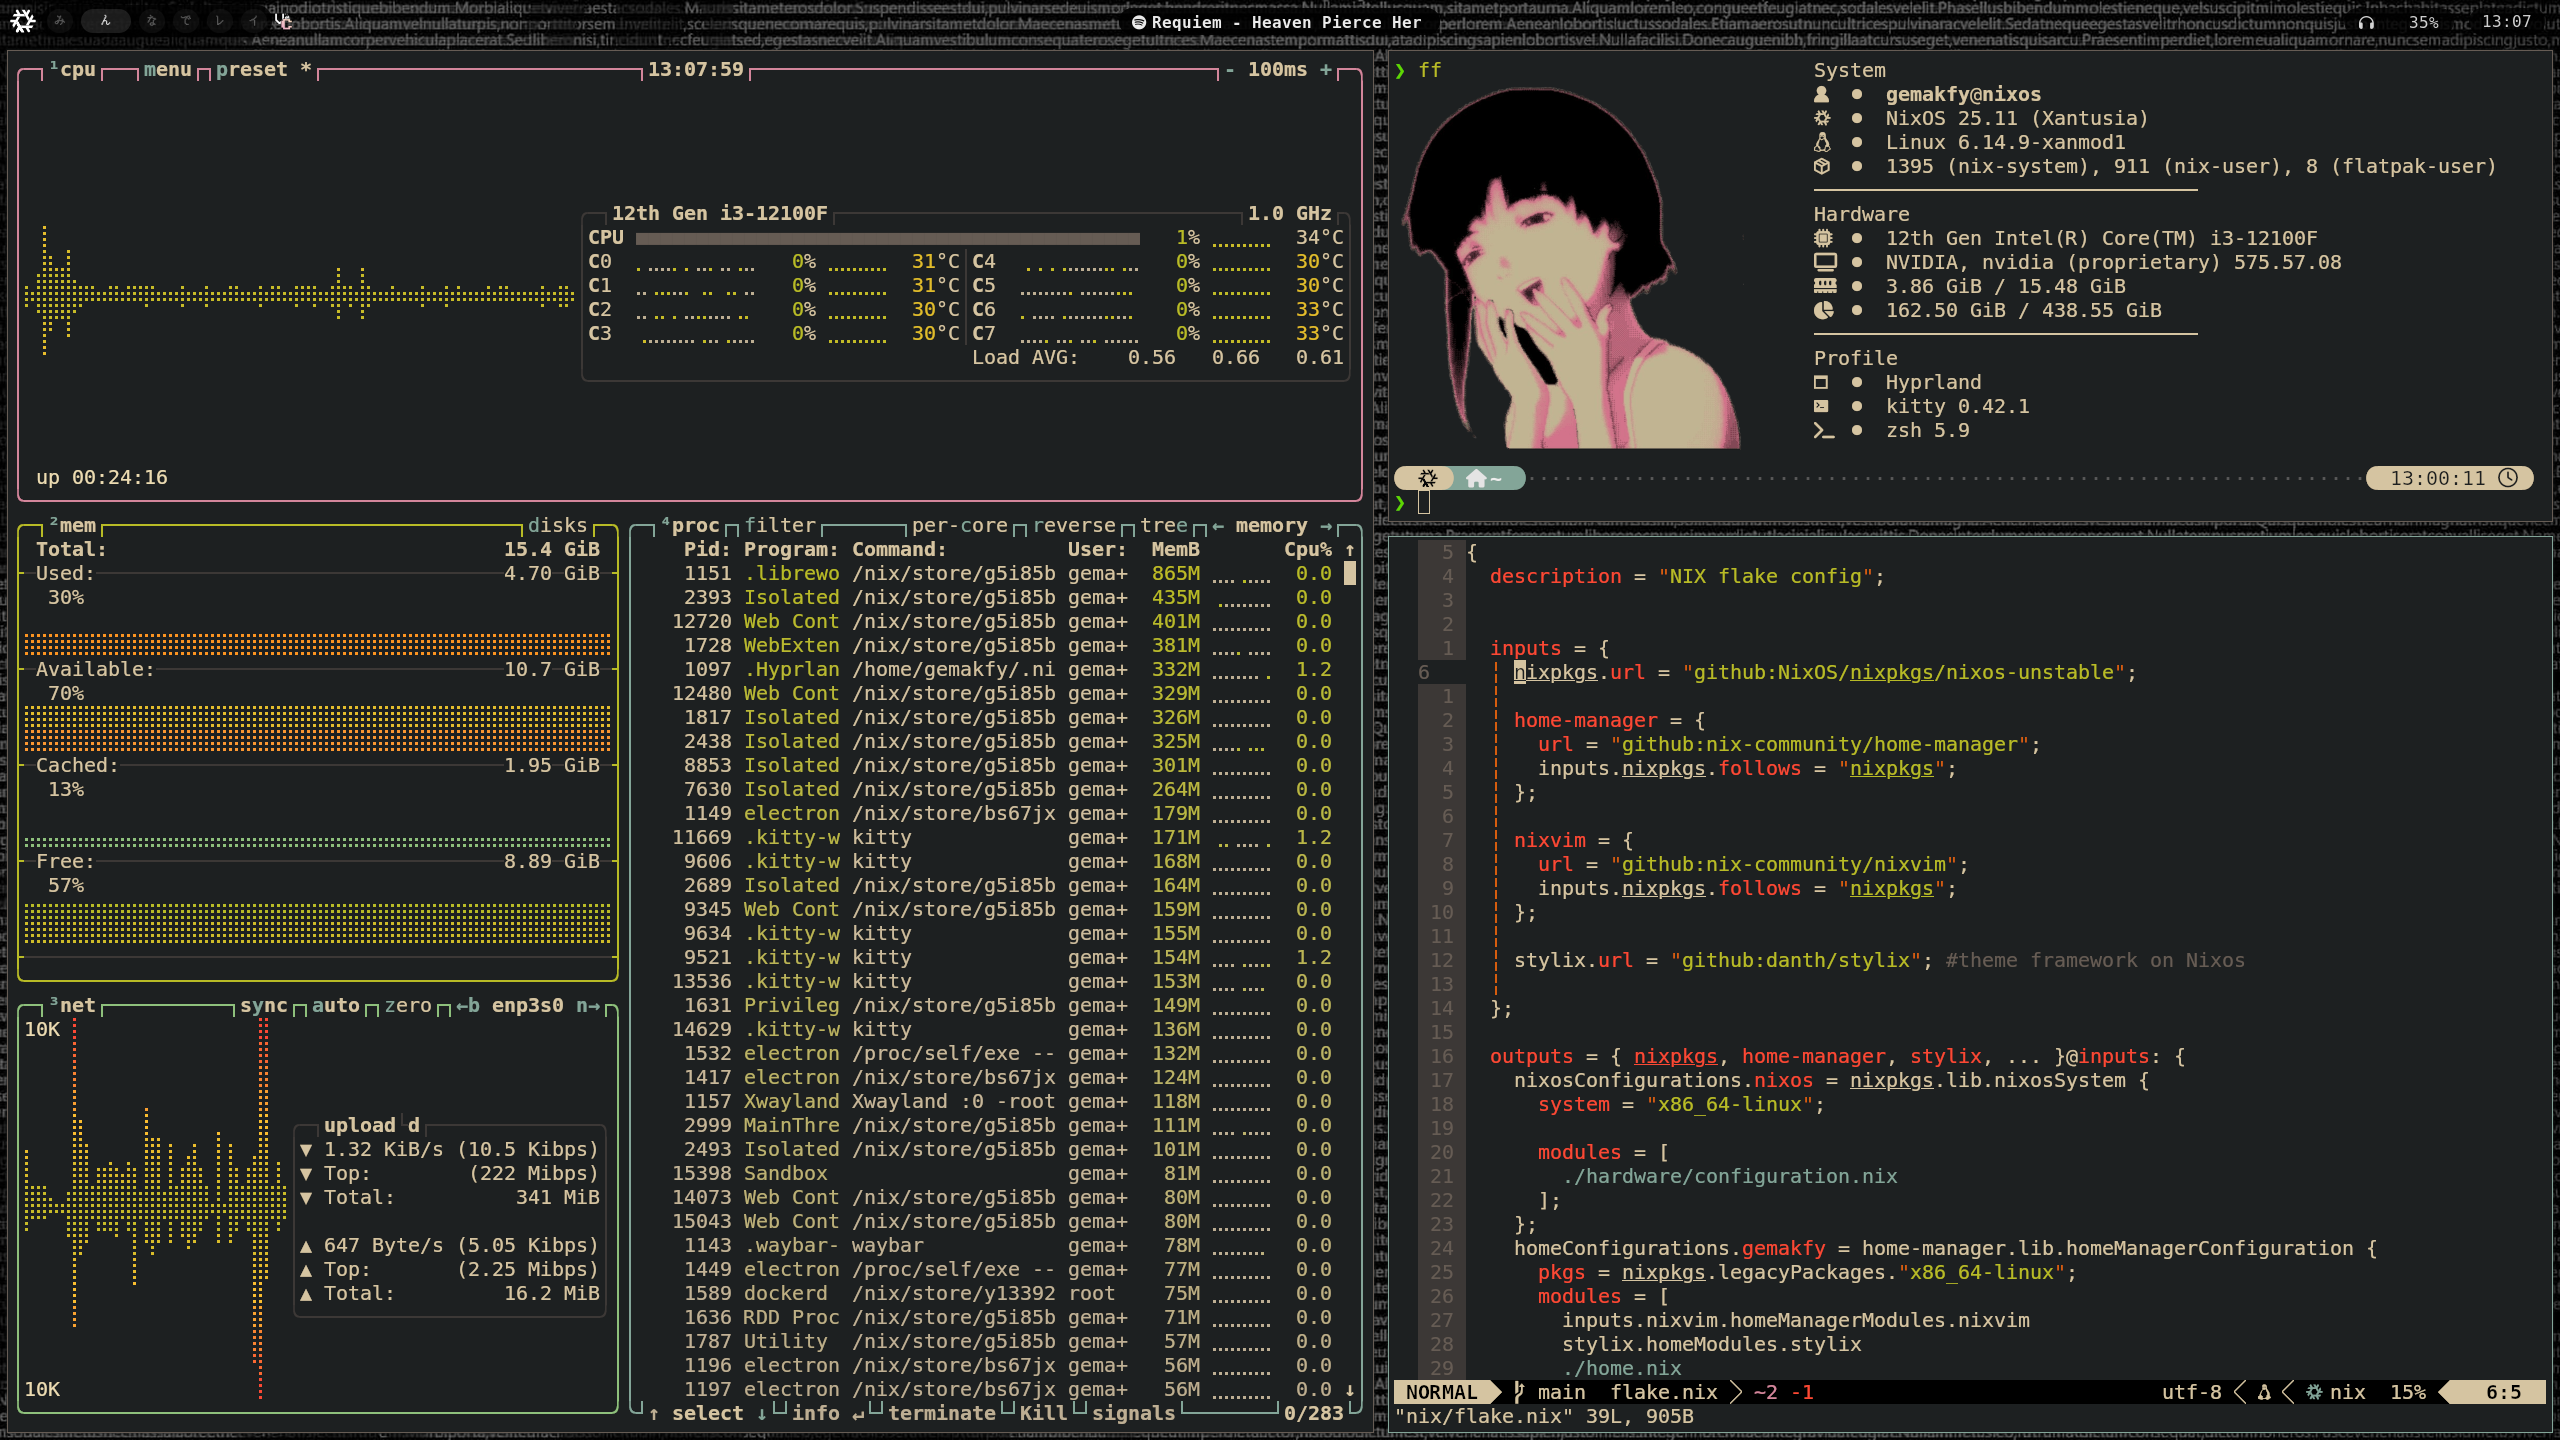 み ん な で レ イ
Requiem - Heaven Pierce Her
35% 13:07
¹cpu menu preset * 13:07:59 - 100ms +
12th Gen i3-12100F 1.0 GHz
CPU 1% 34°C
C0 0% 31°C C4 0% 30°C
C1 0% 31°C C5 0% 30°C
C2 0% 30°C C6 0% 33°C
C3 0% 30°C C7 0% 33°C
Load AVG: 0.56 0.66 0.61
up 00:24:16
²mem disks
Total: 15.4 GiB
Used: 4.70 GiB
30%
Available: 10.7 GiB
70%
Cached: 1.95 GiB
13%
Free: 8.89 GiB
57%
³net sync auto zero ←b enp3s0 n→
10K
upload d
▼ 1.32 KiB/s (10.5 Kibps)
▼ Top: (222 Mibps)
▼ Total: 341 MiB
▲ 647 Byte/s (5.05 Kibps)
▲ Top: (2.25 Mibps)
▲ Total: 16.2 MiB
10K
⁴proc filter per-core reverse tree ← memory →
Pid: Program: Command: User: MemB Cpu% ↑
1151 .librewo /nix/store/g5i85b gema+ 865M 0.0
2393 Isolated /nix/store/g5i85b gema+ 435M 0.0
12720 Web Cont /nix/store/g5i85b gema+ 401M 0.0
1728 WebExten /nix/store/g5i85b gema+ 381M 0.0
1097 .Hyprlan /home/gemakfy/.ni gema+ 332M 1.2
12480 Web Cont /nix/store/g5i85b gema+ 329M 0.0
1817 Isolated /nix/store/g5i85b gema+ 326M 0.0
2438 Isolated /nix/store/g5i85b gema+ 325M 0.0
8853 Isolated /nix/store/g5i85b gema+ 301M 0.0
7630 Isolated /nix/store/g5i85b gema+ 264M 0.0
1149 electron /nix/store/bs67jx gema+ 179M 0.0
11669 .kitty-w kitty gema+ 171M 1.2
9606 .kitty-w kitty gema+ 168M 0.0
2689 Isolated /nix/store/g5i85b gema+ 164M 0.0
9345 Web Cont /nix/store/g5i85b gema+ 159M 0.0
9634 .kitty-w kitty gema+ 155M 0.0
9521 .kitty-w kitty gema+ 154M 1.2
13536 .kitty-w kitty gema+ 153M 0.0
1631 Privileg /nix/store/g5i85b gema+ 149M 0.0
14629 .kitty-w kitty gema+ 136M 0.0
1532 electron /proc/self/exe -- gema+ 132M 0.0
1417 electron /nix/store/bs67jx gema+ 124M 0.0
1157 Xwayland Xwayland :0 -root gema+ 118M 0.0
2999 MainThre /nix/store/g5i85b gema+ 111M 0.0
2493 Isolated /nix/store/g5i85b gema+ 101M 0.0
15398 Sandbox gema+ 81M 0.0
14073 Web Cont /nix/store/g5i85b gema+ 80M 0.0
15043 Web Cont /nix/store/g5i85b gema+ 80M 0.0
1143 .waybar- waybar gema+ 78M 0.0
1449 electron /proc/self/exe -- gema+ 77M 0.0
1589 dockerd /nix/store/y13392 root 75M 0.0
1636 RDD Proc /nix/store/g5i85b gema+ 71M 0.0
1787 Utility /nix/store/g5i85b gema+ 57M 0.0
1196 electron /nix/store/bs67jx gema+ 56M 0.0
1197 electron /nix/store/bs67jx gema+ 56M 0.0 ↓
↑ select ↓ info ↵ terminate Kill signals 0/283
❯ ff
System
● gemakfy@nixos
● NixOS 25.11 (Xantusia)
● Linux 6.14.9-xanmod1
● 1395 (nix-system), 911 (nix-user), 8 (flatpak-user)
Hardware
● 12th Gen Intel(R) Core(TM) i3-12100F
● NVIDIA, nvidia (proprietary) 575.57.08
● 3.86 GiB / 15.48 GiB
● 162.50 GiB / 438.55 GiB
Profile
● Hyprland
● kitty 0.42.1
● zsh 5.9
~ 13:00:11
❯
5 {
4 description = "NIX flake config";
3
2
1 inputs = {
6 nixpkgs.url = "github:NixOS/nixpkgs/nixos-unstable";
1
2 home-manager = {
3 url = "github:nix-community/home-manager";
4 inputs.nixpkgs.follows = "nixpkgs";
5 };
6
7 nixvim = {
8 url = "github:nix-community/nixvim";
9 inputs.nixpkgs.follows = "nixpkgs";
10 };
11
12 stylix.url = "github:danth/stylix"; #theme framework on Nixos
13
14 };
15
16 outputs = { nixpkgs, home-manager, stylix, ... }@inputs: {
17 nixosConfigurations.nixos = nixpkgs.lib.nixosSystem {
18 system = "x86_64-linux";
19
20 modules = [
21 ./hardware/configuration.nix
22 ];
23 };
24 homeConfigurations.gemakfy = home-manager.lib.homeManagerConfiguration {
25 pkgs = nixpkgs.legacyPackages."x86_64-linux";
26 modules = [
27 inputs.nixvim.homeManagerModules.nixvim
28 stylix.homeModules.stylix
29 ./home.nix
NORMAL main flake.nix ~2 -1 utf-8 nix 15% 6:5
"nix/flake.nix" 39L, 905B